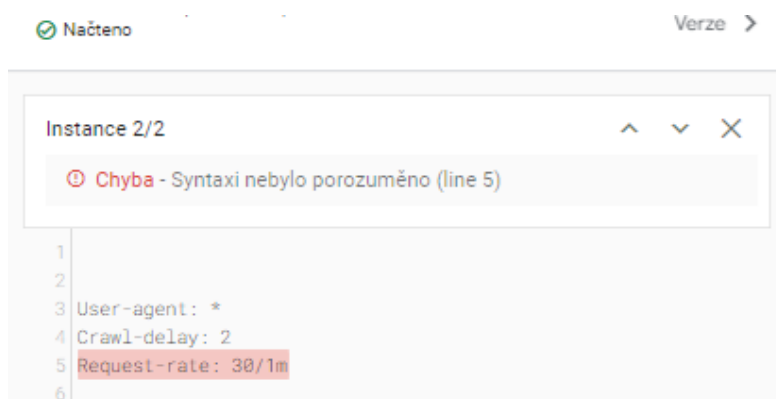 Načteno
Verze
Instance 2/2
Chyba - Syntaxi nebylo porozuměno (line 5)
1
2
3 User-agent: *
4 Crawl-delay: 2
5 Request-rate: 30/1m
6